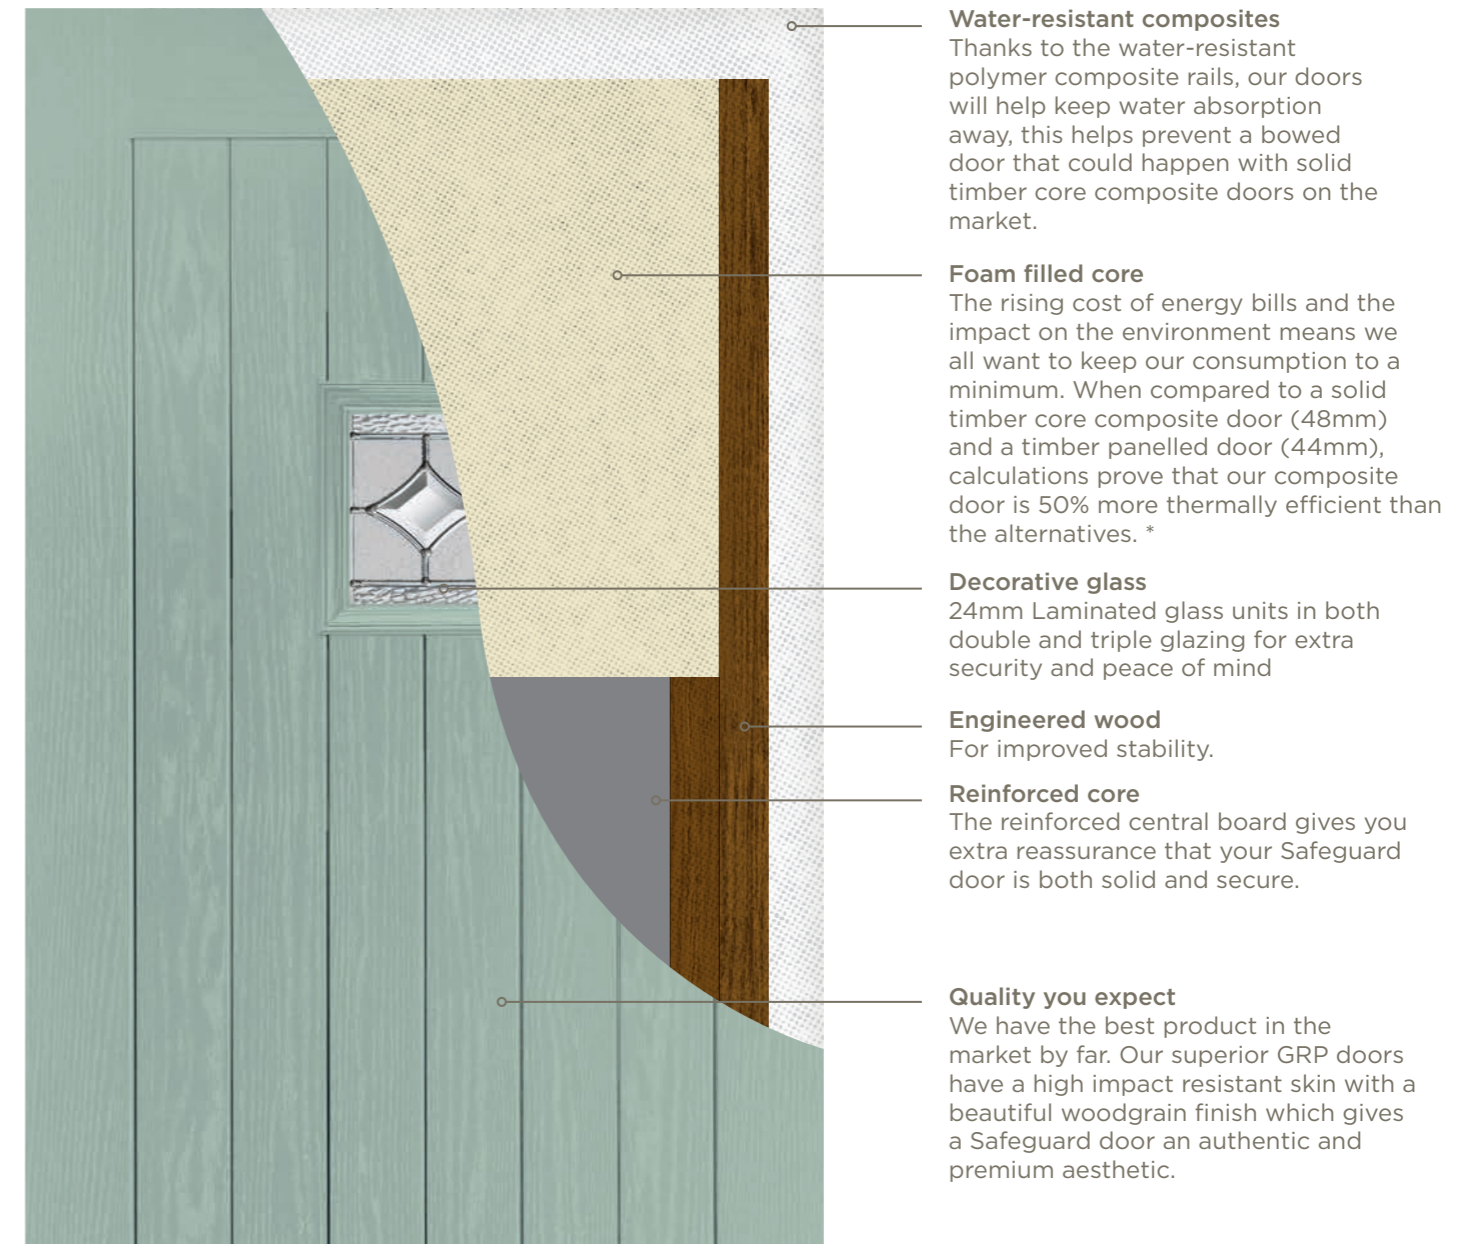 Water-resistant composites
Thanks to the water-resistant
polymer composite rails, our doors
will help keep water absorption
away, this helps prevent a bowed
door that could happen with solid
timber core composite doors on the
market.
Foam filled core
The rising cost of energy bills and the
impact on the environment means we
all want to keep our consumption to a
minimum. When compared to a solid
timber core composite door (48mm)
and a timber panelled door (44mm),
calculations prove that our composite
door is 50% more thermally efficient than
the alternatives. *
Decorative glass
24mm Laminated glass units in both
double and triple glazing for extra
security and peace of mind
Engineered wood
For improved stability.
Reinforced core
The reinforced central board gives you
extra reassurance that your Safeguard
door is both solid and secure.
Quality you expect
We have the best product in the
market by far. Our superior GRP doors
have a high impact resistant skin with a
beautiful woodgrain finish which gives
a Safeguard door an authentic and
premium aesthetic.